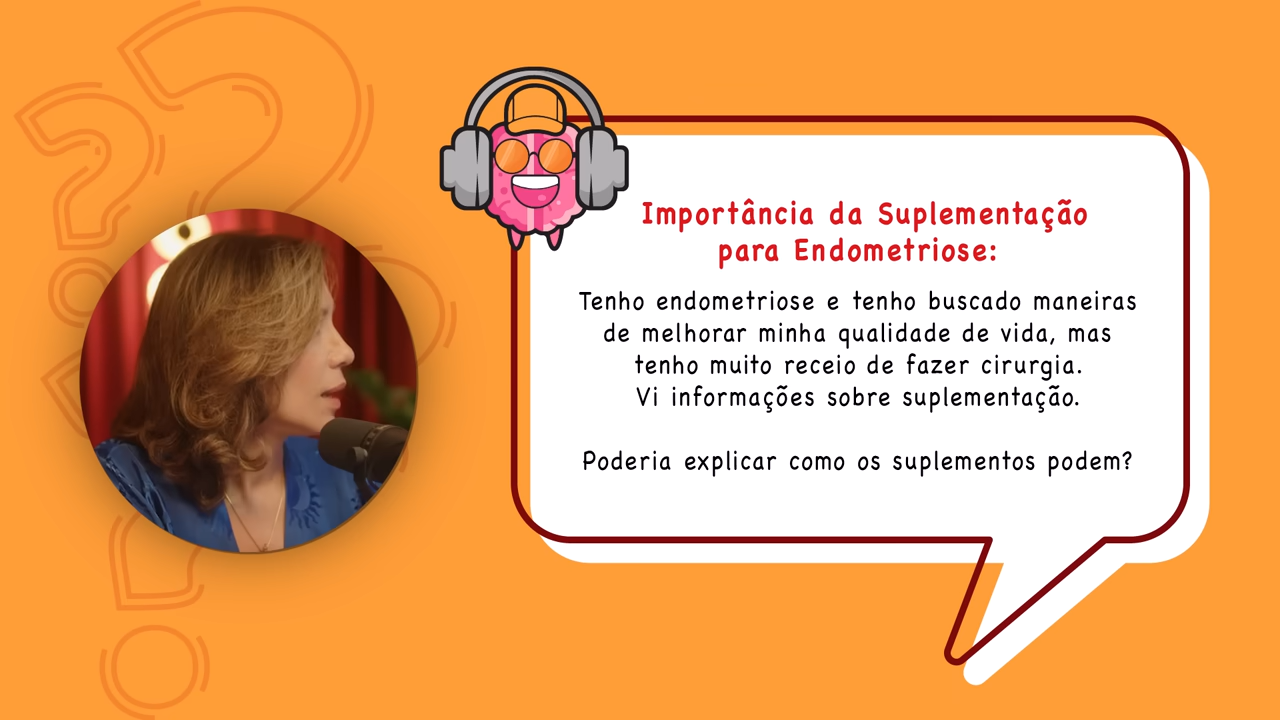 Importância da Suplementação
para Endometriose:
Tenho endometriose e tenho buscado maneiras
de melhorar minha qualidade de vida, mas
tenho muito receio de fazer cirurgia.
Vi informações sobre suplementação.
Poderia explicar como os suplementos podem?